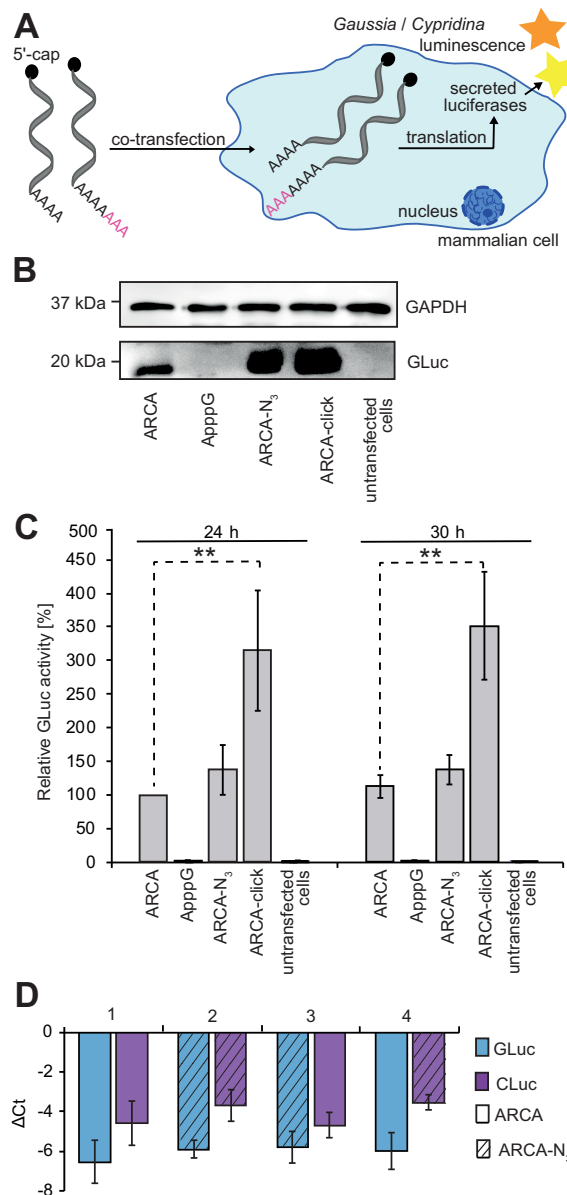 A
5'-cap
Gaussia / Cypridina
luminescence
secreted
luciferases
co-transfection
translation
AAAA
AAAAAAA
AAAA
AAAAAAA
nucleus
mammalian cell
B
37 kDa
GAPDH
20 kDa
GLuc
ARCA
ApppG
ARCA-N3
ARCA-click
untransfected
cells
C
24 h
30 h
**
**
Relative GLuc activity [%]
500
450
400
350
300
250
200
150
100
50
0
ARCA
ApppG
ARCA-N3
ARCA-click
untransfected
cells
ARCA
ApppG
ARCA-N3
ARCA-click
untransfected
cells
D
1 2 3 4
ΔCt
0
-2
-4
-6
-8
GLuc
CLuc
ARCA
ARCA-N